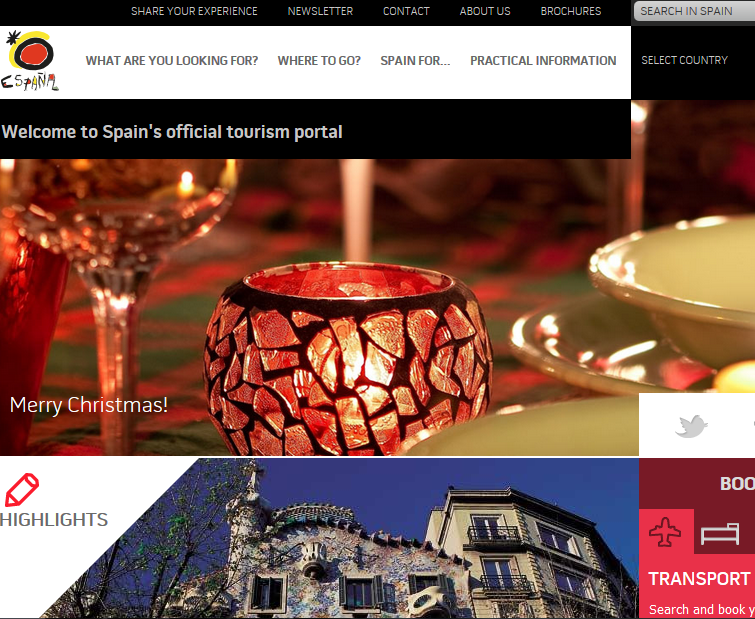 SHARE YOUR EXPERIENCE NEWSLETTER CONTACT ABOUT US BROCHURES SEARCH IN SPAIN
ESPAÑA
WHAT ARE YOU LOOKING FOR? WHERE TO GO? SPAIN FOR... PRACTICAL INFORMATION SELECT COUNTRY
Welcome to Spain's official tourism portal
Merry Christmas!
BOO
HIGHLIGHTS
TRANSPORT
Search and book y